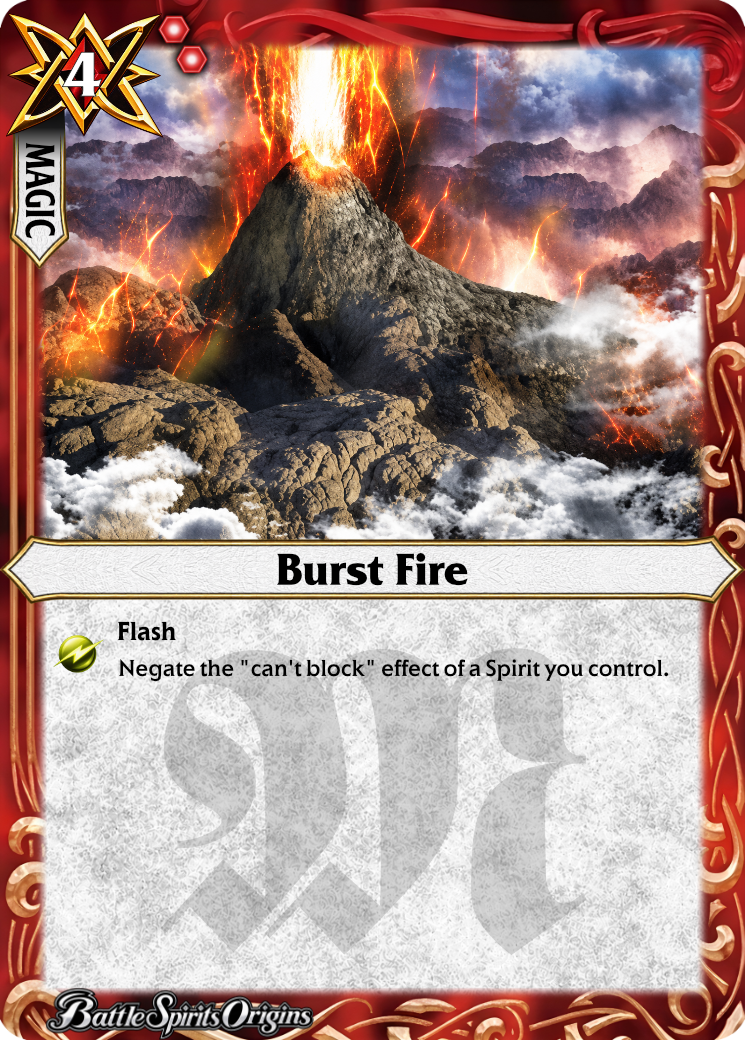 4
MAGIC
Burst Fire
Flash
Negate the "can't block" effect of a Spirit you control.
M
Battle Spirits Origins